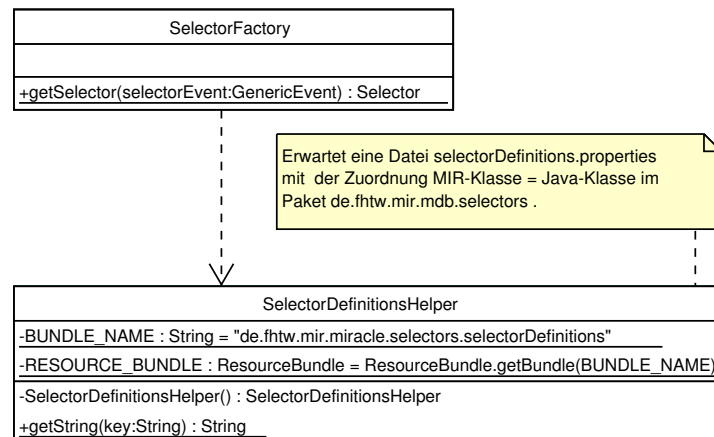 SelectorFactory
+getSelector(selectorEvent:GenericEvent) : Selector
Erwartet eine Datei selectorDefinitions.properties
mit der Zuordnung MIR-Klasse = Java-Klasse im
Paket de.fhtw.mir.mdb.selectors .
SelectorDefinitionsHelper
-BUNDLE_NAME : String = "de.fhtw.mir.miracle.selectors.selectorDefinitions"
-RESOURCE_BUNDLE : ResourceBundle = ResourceBundle.getBundle(BUNDLE_NAME)
-SelectorDefinitionsHelper() : SelectorDefinitionsHelper
+getString(key:String) : String